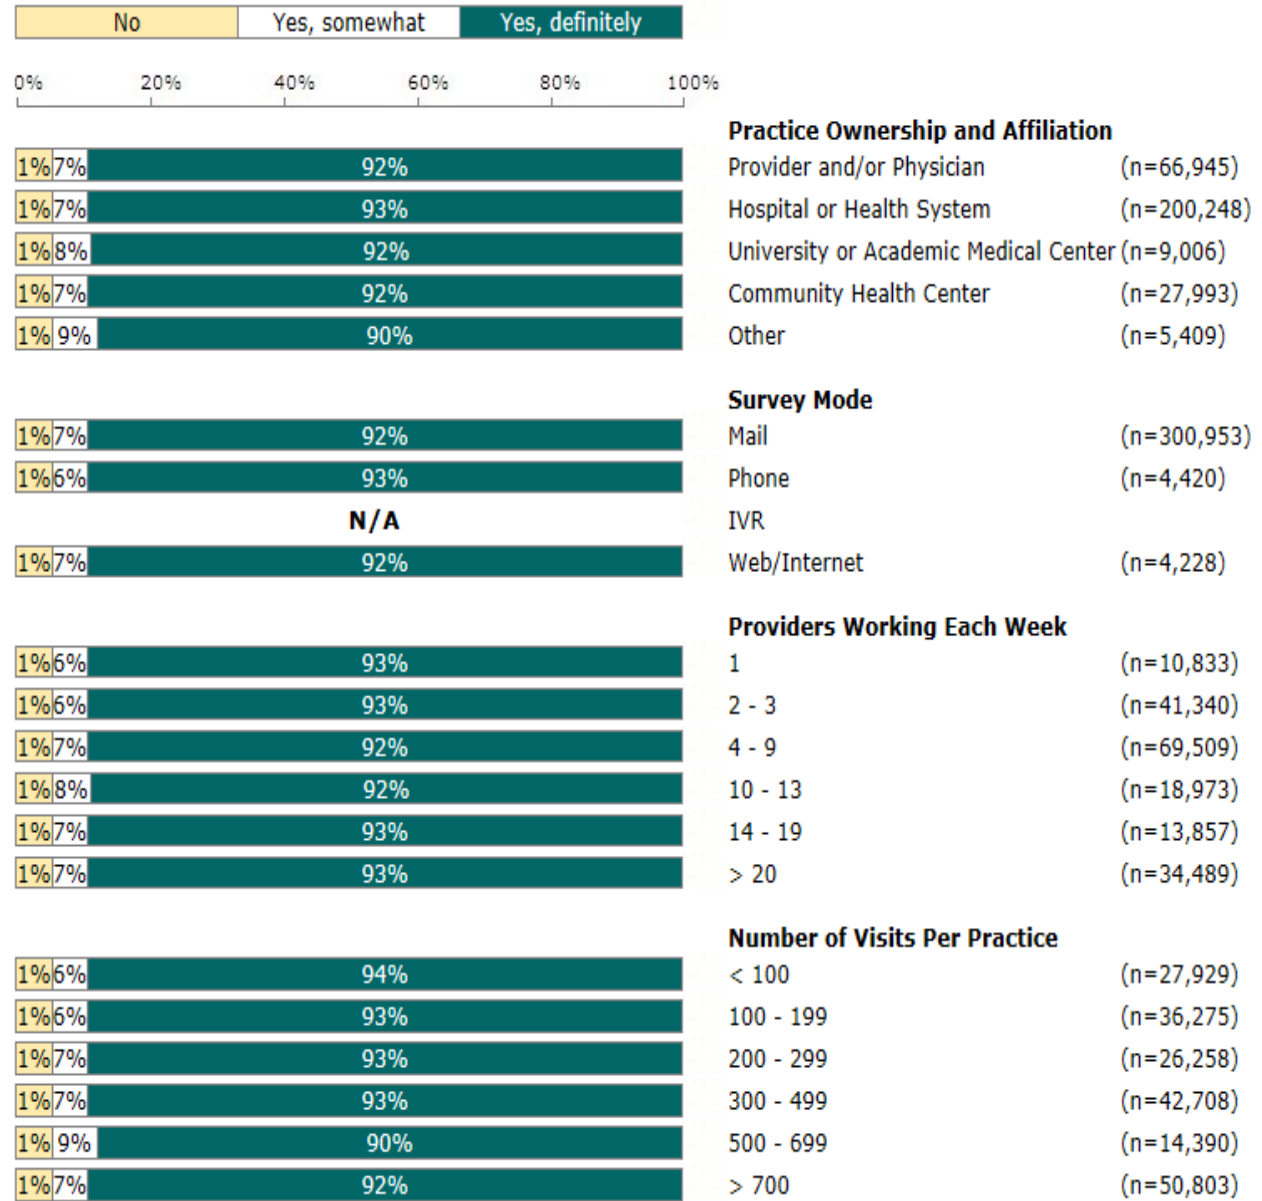 No Yes, somewhat Yes, definitely
0% 20% 40% 60% 80% 100%
Practice Ownership and Affiliation
1% 7% 92% Provider and/or Physician (n=66,945)
1% 7% 93% Hospital or Health System (n=200,248)
1% 8% 92% University or Academic Medical Center (n=9,006)
1% 7% 92% Community Health Center (n=27,993)
1% 9% 90% Other (n=5,409)
Survey Mode
1% 7% 92% Mail (n=300,953)
1% 6% 93% Phone (n=4,420)
N/A IVR
1% 7% 92% Web/Internet (n=4,228)
Providers Working Each Week
1% 6% 93% 1 (n=10,833)
1% 6% 93% 2 - 3 (n=41,340)
1% 7% 92% 4 - 9 (n=69,509)
1% 8% 92% 10 - 13 (n=18,973)
1% 7% 93% 14 - 19 (n=13,857)
1% 7% 93% > 20 (n=34,489)
Number of Visits Per Practice
1% 6% 94% < 100 (n=27,929)
1% 6% 93% 100 - 199 (n=36,275)
1% 7% 93% 200 - 299 (n=26,258)
1% 7% 93% 300 - 499 (n=42,708)
1% 9% 90% 500 - 699 (n=14,390)
1% 7% 92% > 700 (n=50,803)